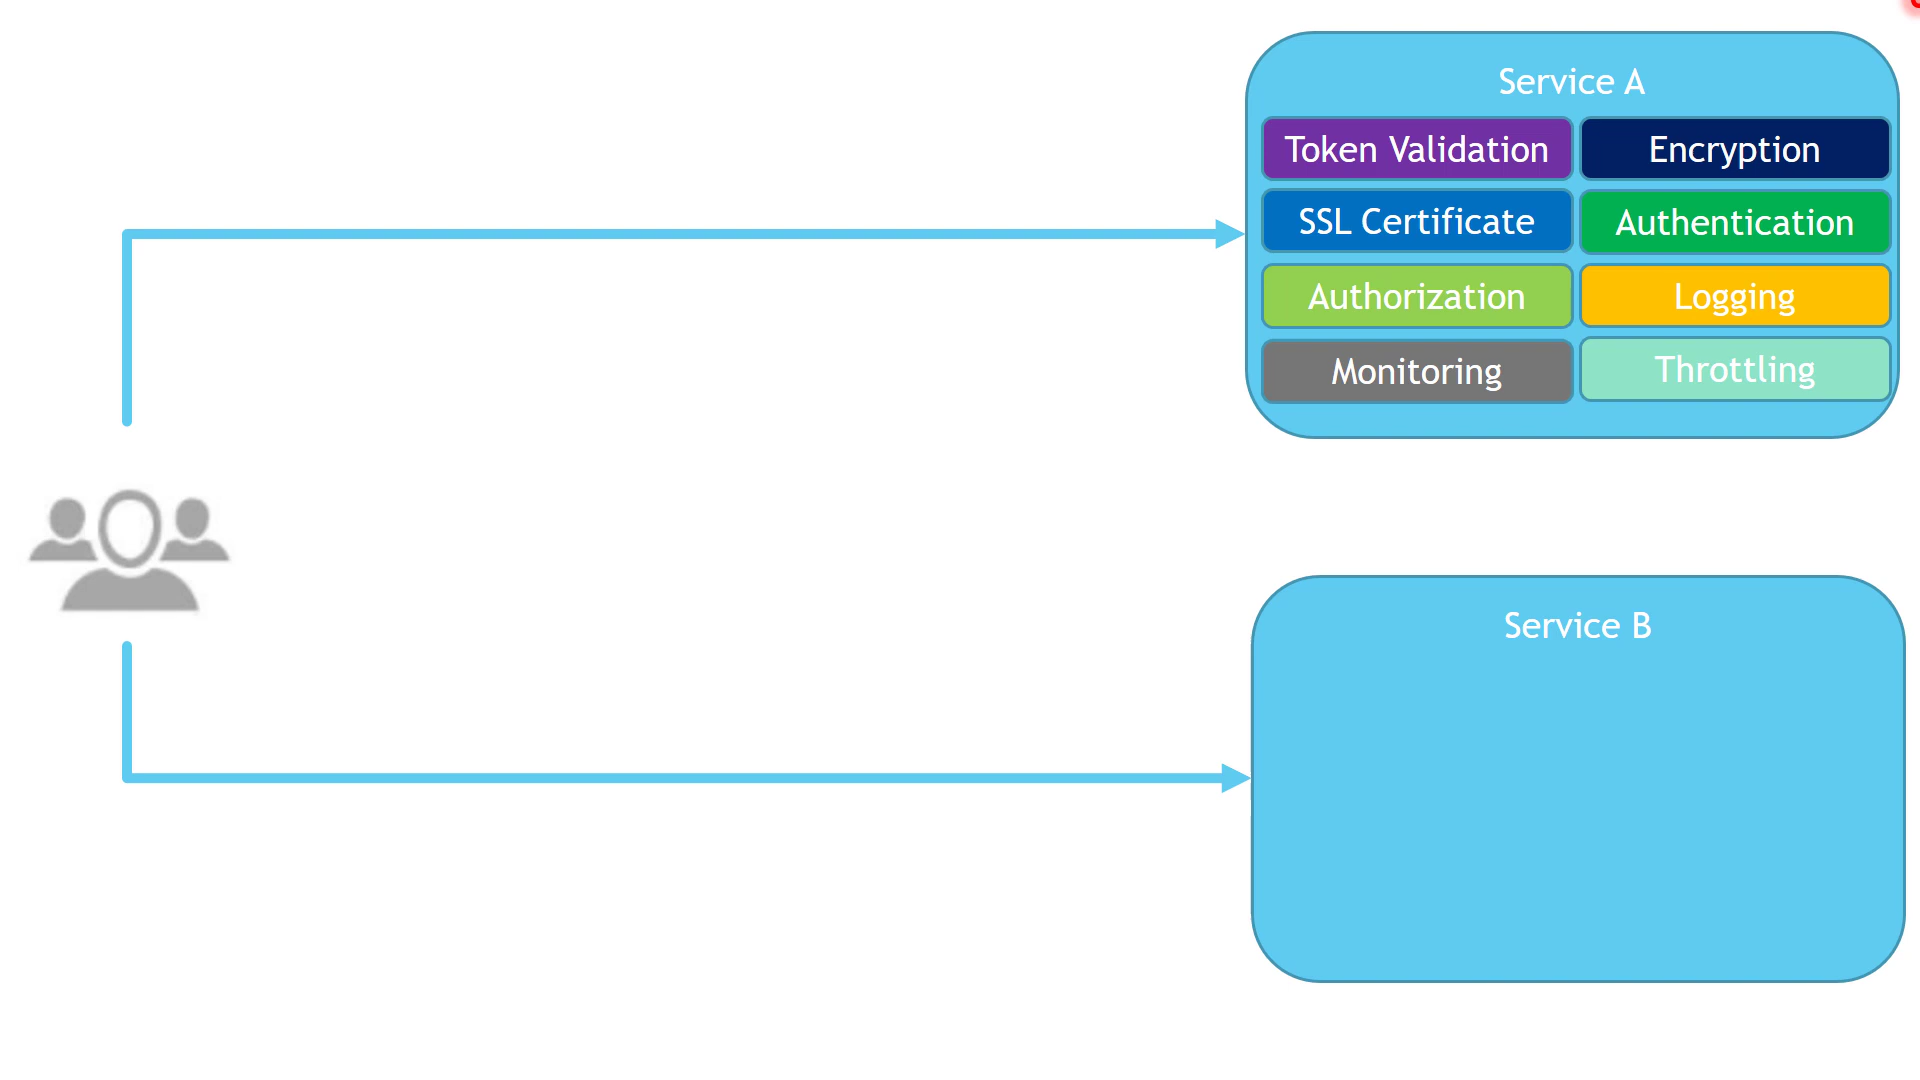 Service A
Token Validation
Encryption
SSL Certificate
Authentication
Authorization
Logging
Monitoring
Throttling
Service B